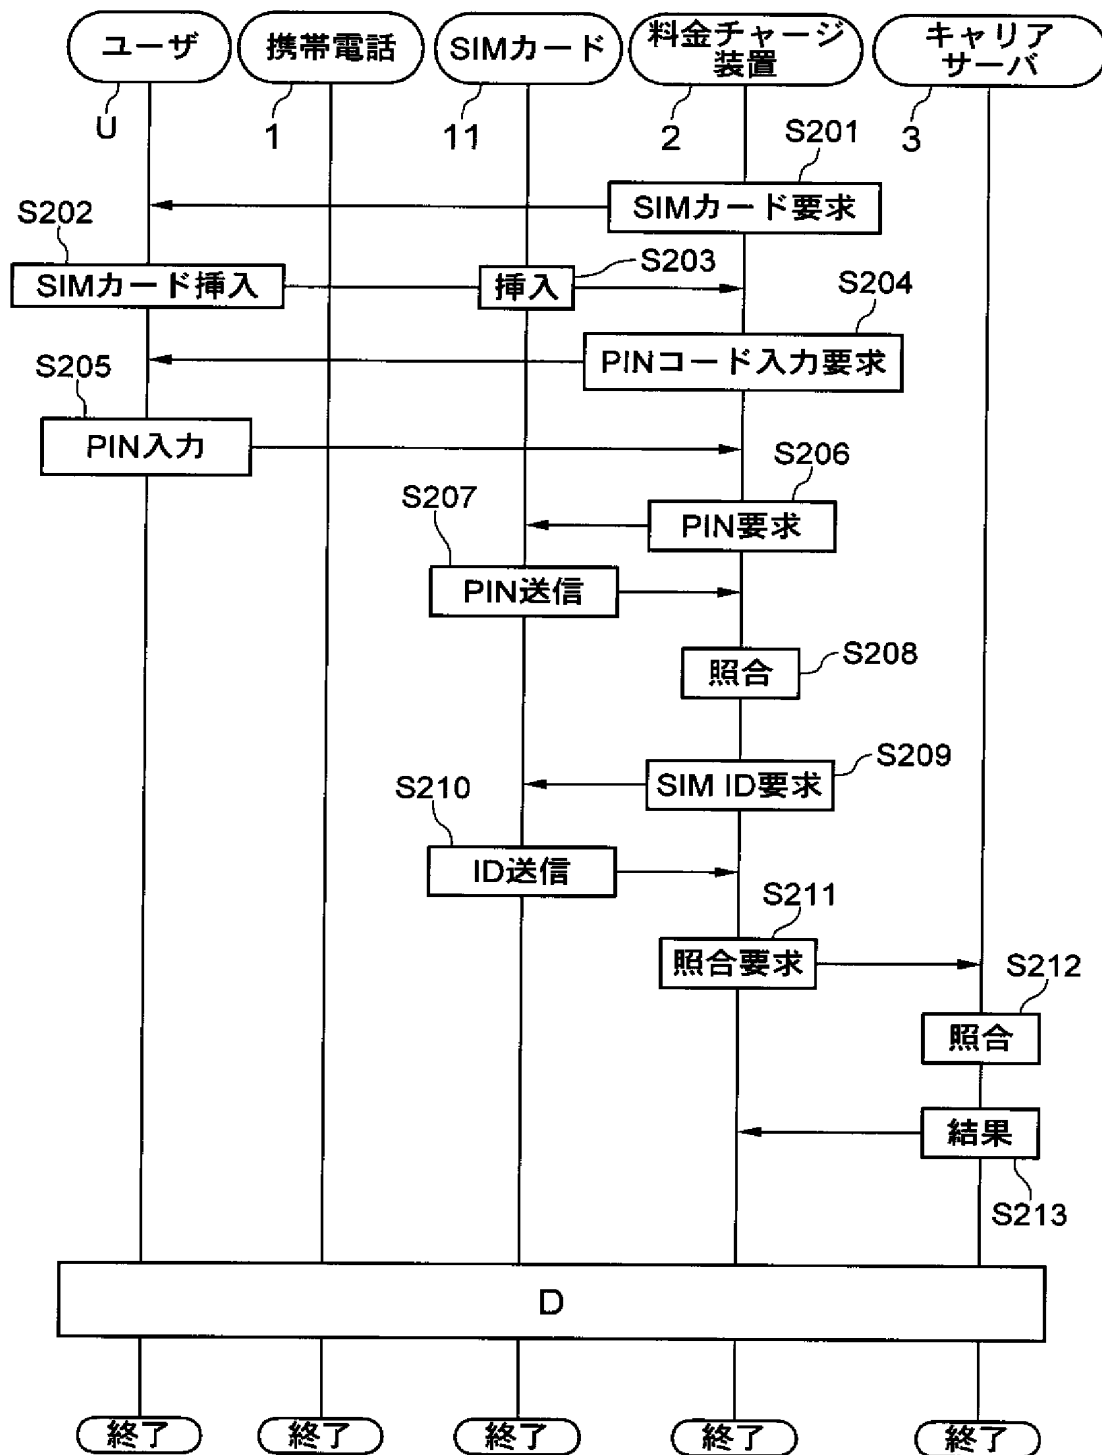 ユーザ
携帯電話
SIMカード
料金チャージ
装置
キャリア
サーバ
U
1
11
2
3
S201
SIMカード要求
S202
SIMカード挿入
S203
挿入
S204
PINコード入力要求
S205
PIN入力
S206
PIN要求
S207
PIN送信
S208
照合
S209
SIM ID要求
S210
ID送信
S211
照合要求
S212
照合
結果
S213
D
終了
終了
終了
終了
終了